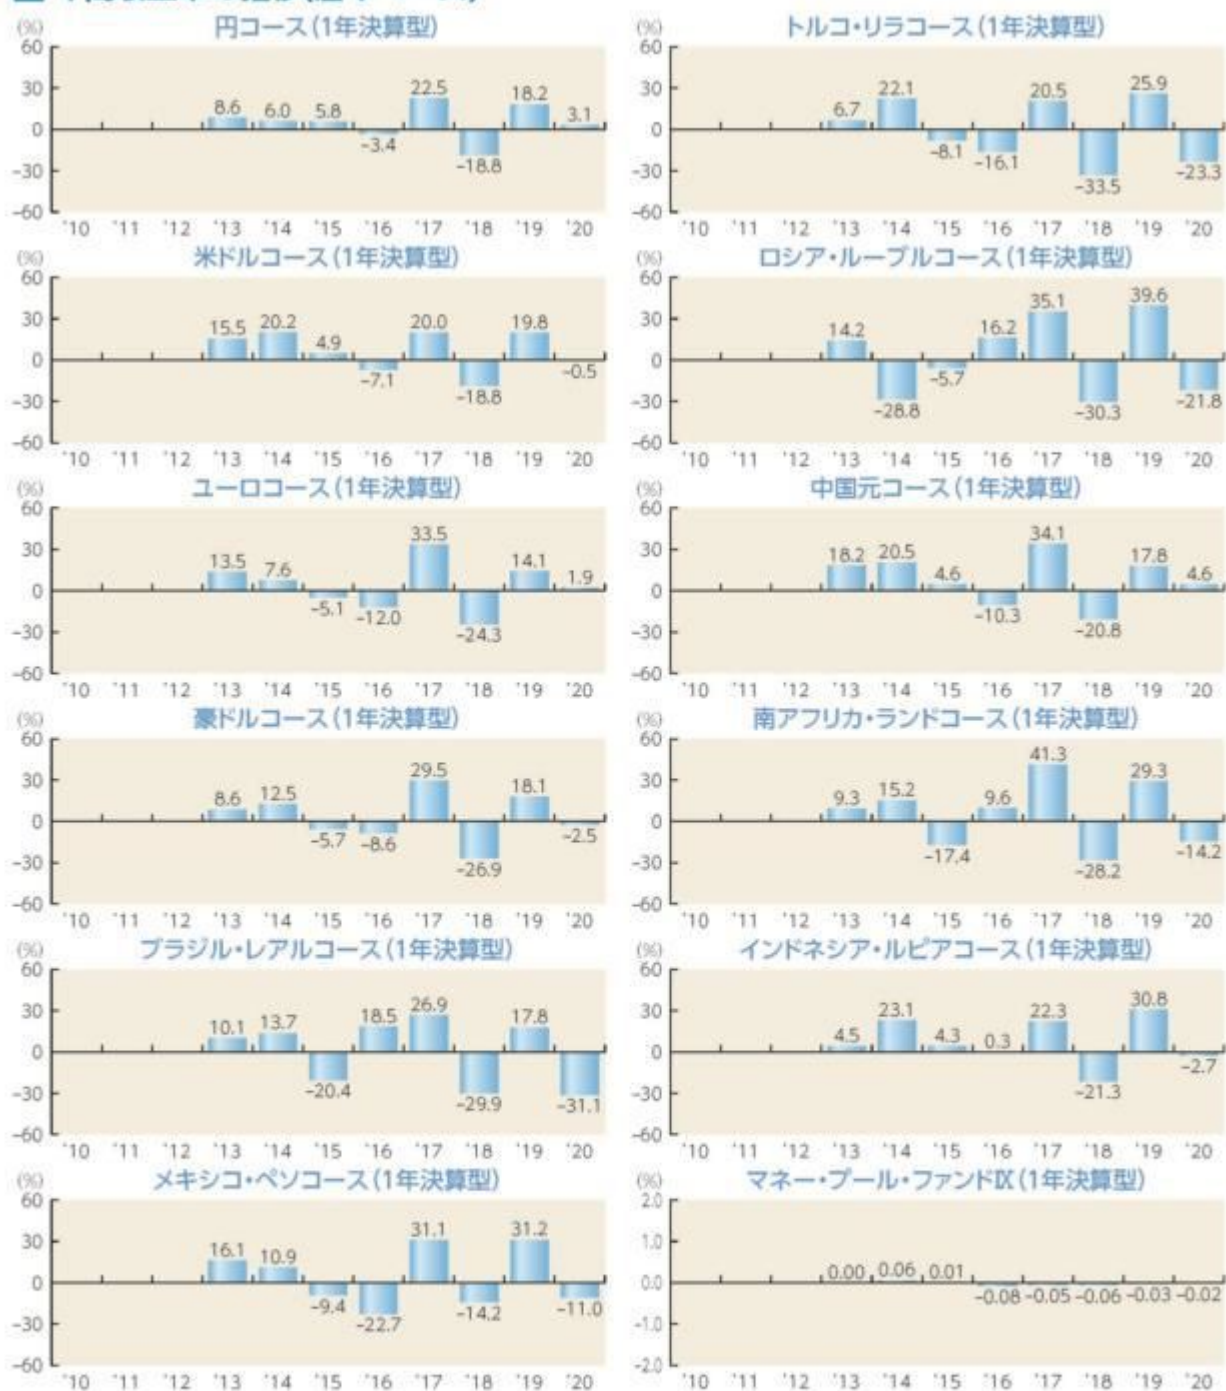 (%) 円コース(1年決算型)
60
30
0
-30
-60
8.6 6.0 5.8 -3.4 22.5 -18.8 18.2 3.1
'10 '11 '12 '13 '14 '15 '16 '17 '18 '19 '20
(%) トルコ・リラコース(1年決算型)
60
30
0
-30
-60
6.7 22.1 -8.1 -16.1 20.5 -33.5 25.9 -23.3
'10 '11 '12 '13 '14 '15 '16 '17 '18 '19 '20
(%) 米ドルコース(1年決算型)
60
30
0
-30
-60
15.5 20.2 4.9 -7.1 20.0 -18.8 19.8 -0.5
'10 '11 '12 '13 '14 '15 '16 '17 '18 '19 '20
(%) ロシア・ルーブルコース(1年決算型)
60
30
0
-30
-60
14.2 -28.8 -5.7 16.2 35.1 -30.3 39.6 -21.8
'10 '11 '12 '13 '14 '15 '16 '17 '18 '19 '20
(%) ユーロコース(1年決算型)
60
30
0
-30
-60
13.5 7.6 -5.1 -12.0 33.5 -24.3 14.1 1.9
'10 '11 '12 '13 '14 '15 '16 '17 '18 '19 '20
(%) 中国元コース(1年決算型)
60
30
0
-30
-60
18.2 20.5 4.6 -10.3 34.1 -20.8 17.8 4.6
'10 '11 '12 '13 '14 '15 '16 '17 '18 '19 '20
(%) 豪ドルコース(1年決算型)
60
30
0
-30
-60
8.6 12.5 -5.7 -8.6 29.5 -26.9 18.1 -2.5
'10 '11 '12 '13 '14 '15 '16 '17 '18 '19 '20
(%) 南アフリカ・ランドコース(1年決算型)
60
30
0
-30
-60
9.3 15.2 -17.4 9.6 41.3 -28.2 29.3 -14.2
'10 '11 '12 '13 '14 '15 '16 '17 '18 '19 '20
(%) ブラジル・レアルコース(1年決算型)
60
30
0
-30
-60
10.1 13.7 -20.4 18.5 26.9 -29.9 17.8 -31.1
'10 '11 '12 '13 '14 '15 '16 '17 '18 '19 '20
(%) インドネシア・ルピアコース(1年決算型)
60
30
0
-30
-60
4.5 23.1 4.3 0.3 22.3 -21.3 30.8 -2.7
'10 '11 '12 '13 '14 '15 '16 '17 '18 '19 '20
(%) メキシコ・ペソコース(1年決算型)
60
30
0
-30
-60
16.1 10.9 -9.4 -22.7 31.1 -14.2 31.2 -11.0
'10 '11 '12 '13 '14 '15 '16 '17 '18 '19 '20
(%) マネー・プール・ファンドⅨ(1年決算型)
2.0
1.0
0.0
-1.0
-2.0
0.00 0.06 0.01 -0.08 -0.05 -0.06 -0.03 -0.02
'10 '11 '12 '13 '14 '15 '16 '17 '18 '19 '20